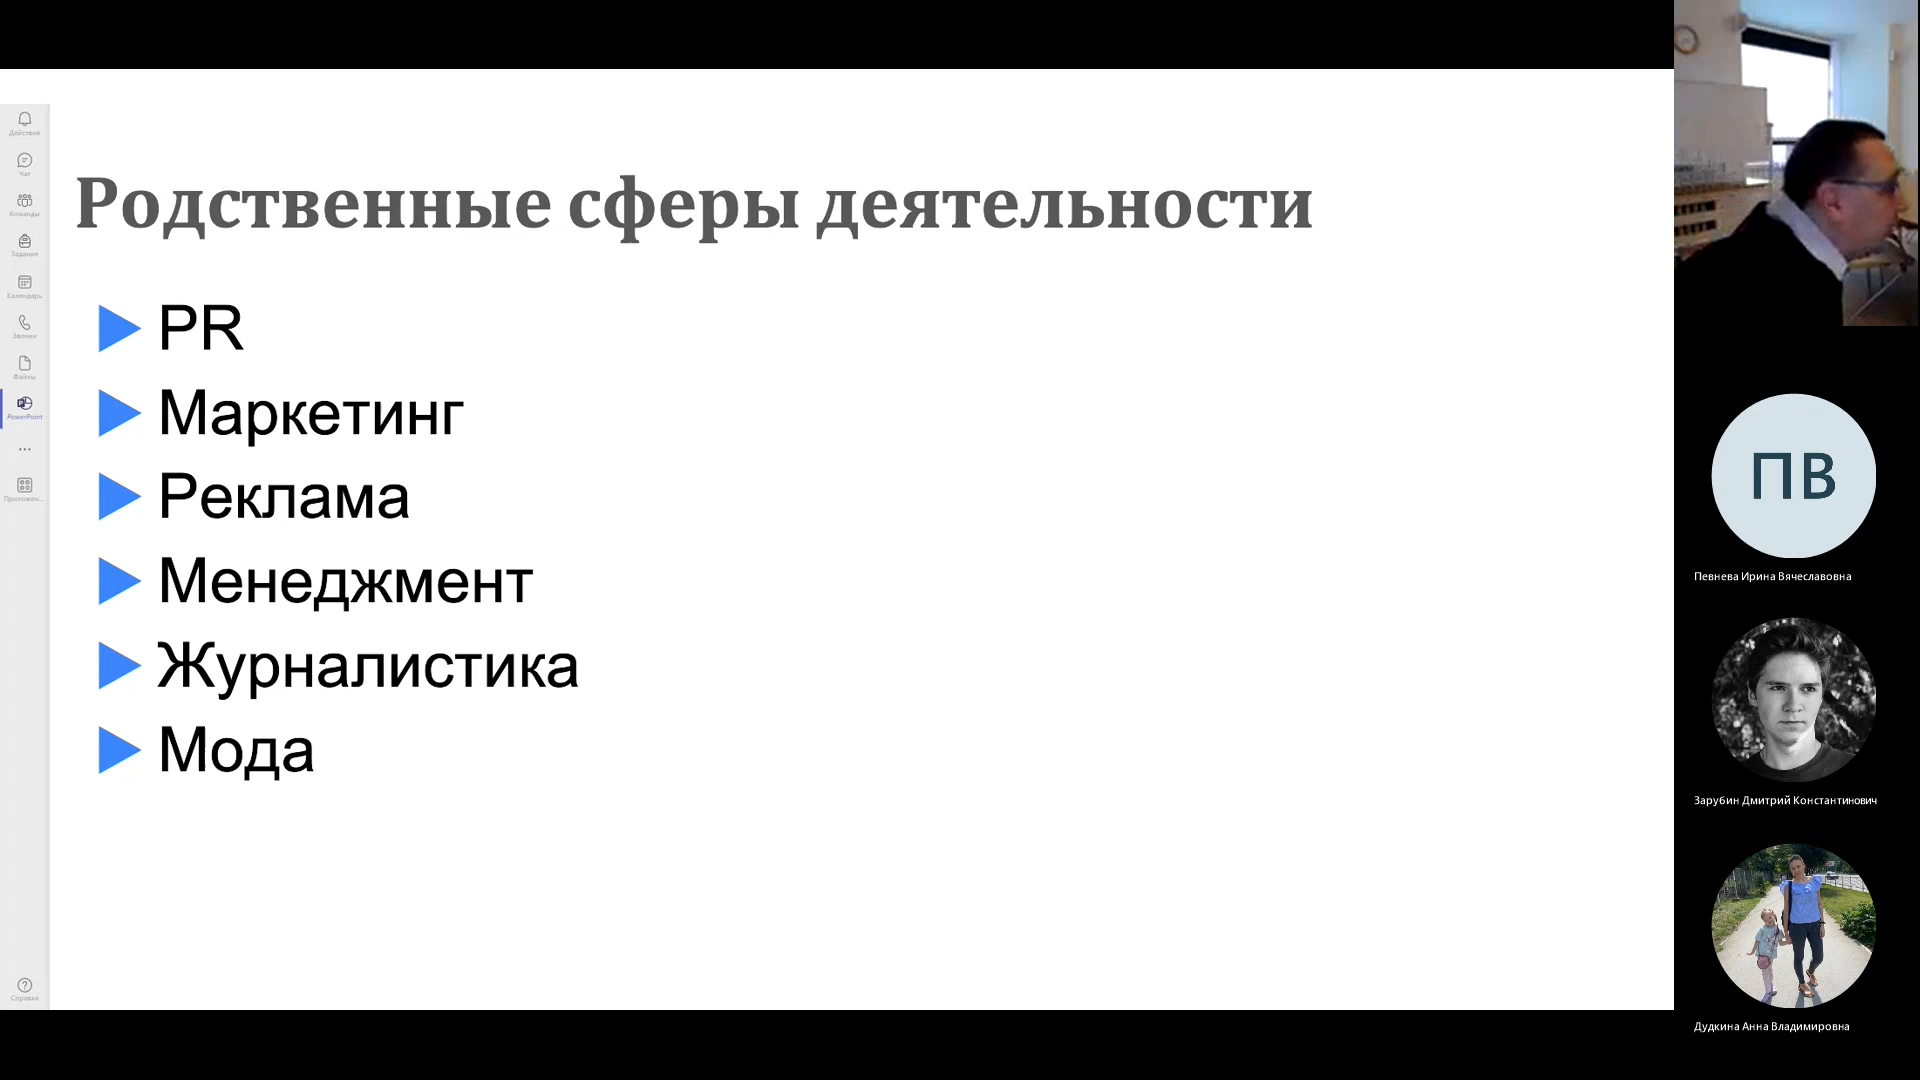 Действия
Чат
Команды
Задания
Календарь
Звонки
Файлы
PowerPoint
Приложен...
Справка
Родственные сферы деятельности
PR
Маркетинг
Реклама
Менеджмент
Журналистика
Мода
ПВ
Певнева Ирина Вячеславовна
Зарубин Дмитрий Константинович
Дудкина Анна Владимировна